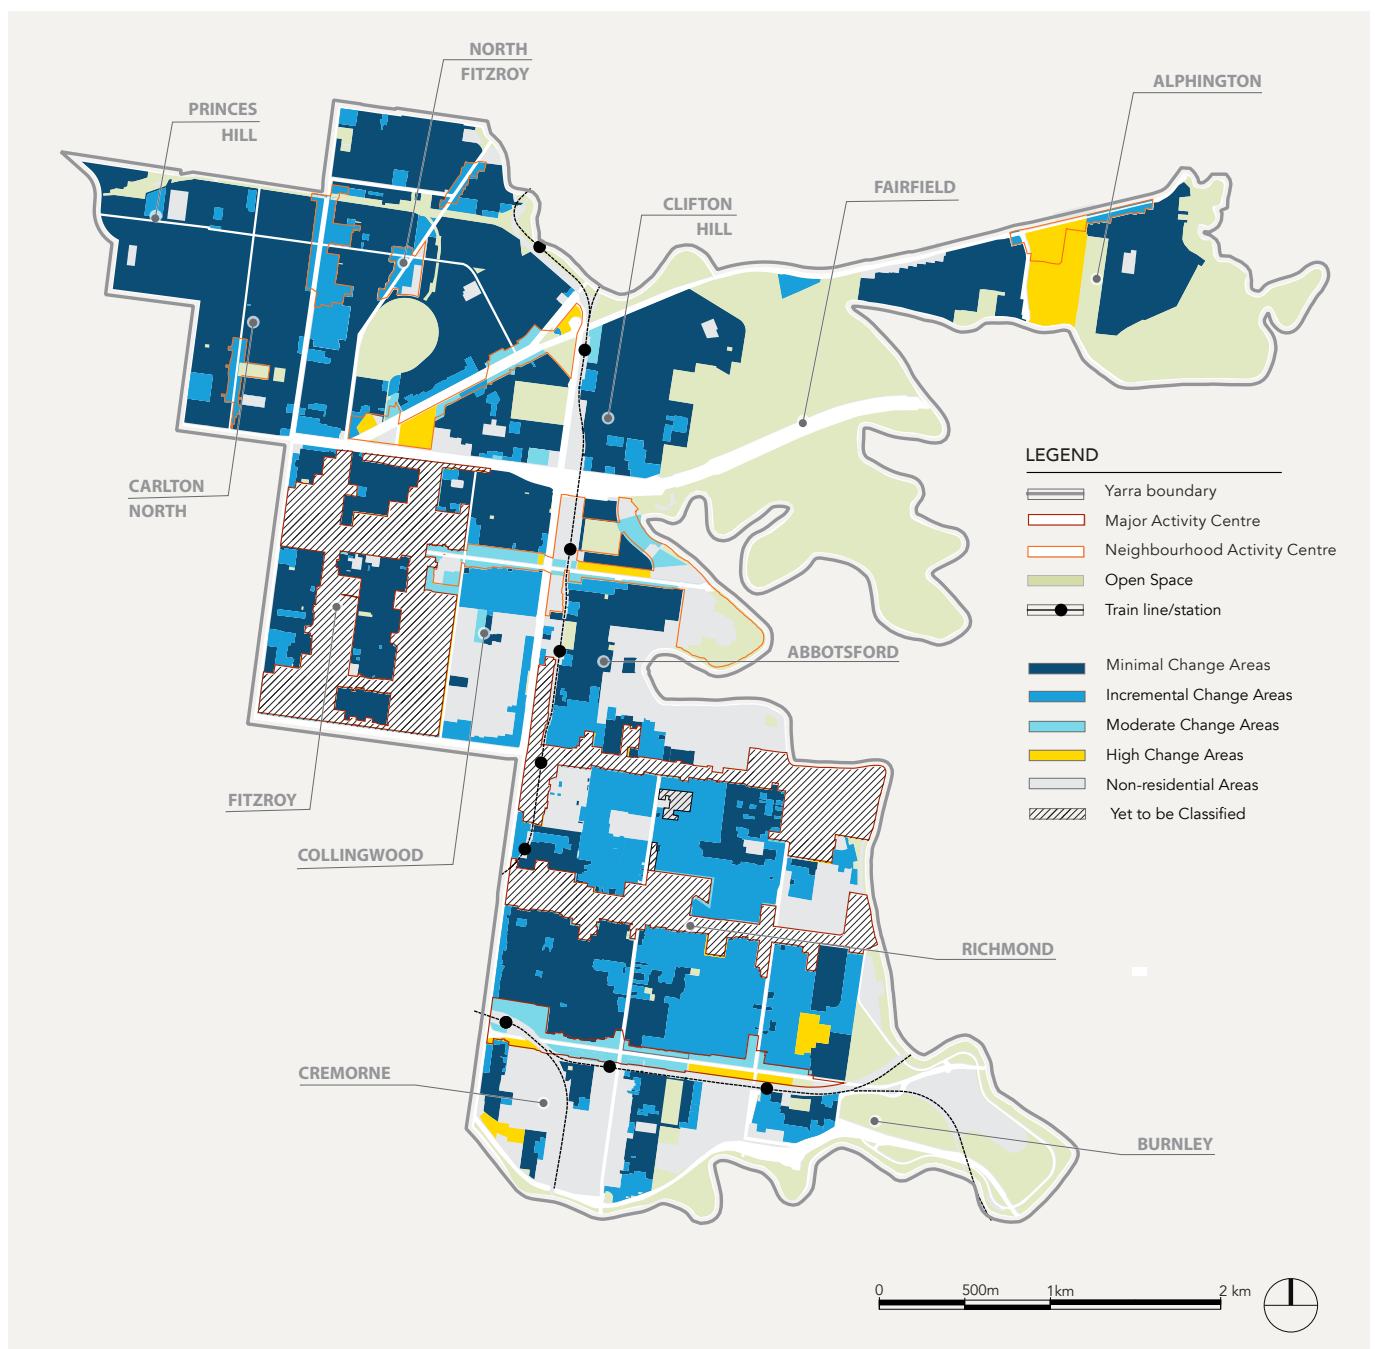 NORTH
FITZROY
ALPHINGTON
PRINCES
HILL
FAIRFIELD
CLIFTON
HILL
CARLTON
NORTH
LEGEND
Yarra boundary
Major Activity Centre
Neighbourhood Activity Centre
Open Space
Train line/station
Minimal Change Areas
Incremental Change Areas
Moderate Change Areas
High Change Areas
Non-residential Areas
Yet to be Classified
ABBOTSFORD
FITZROY
COLLINGWOOD
RICHMOND
CREMORNE
BURNLEY
0 500m 1km 2 km